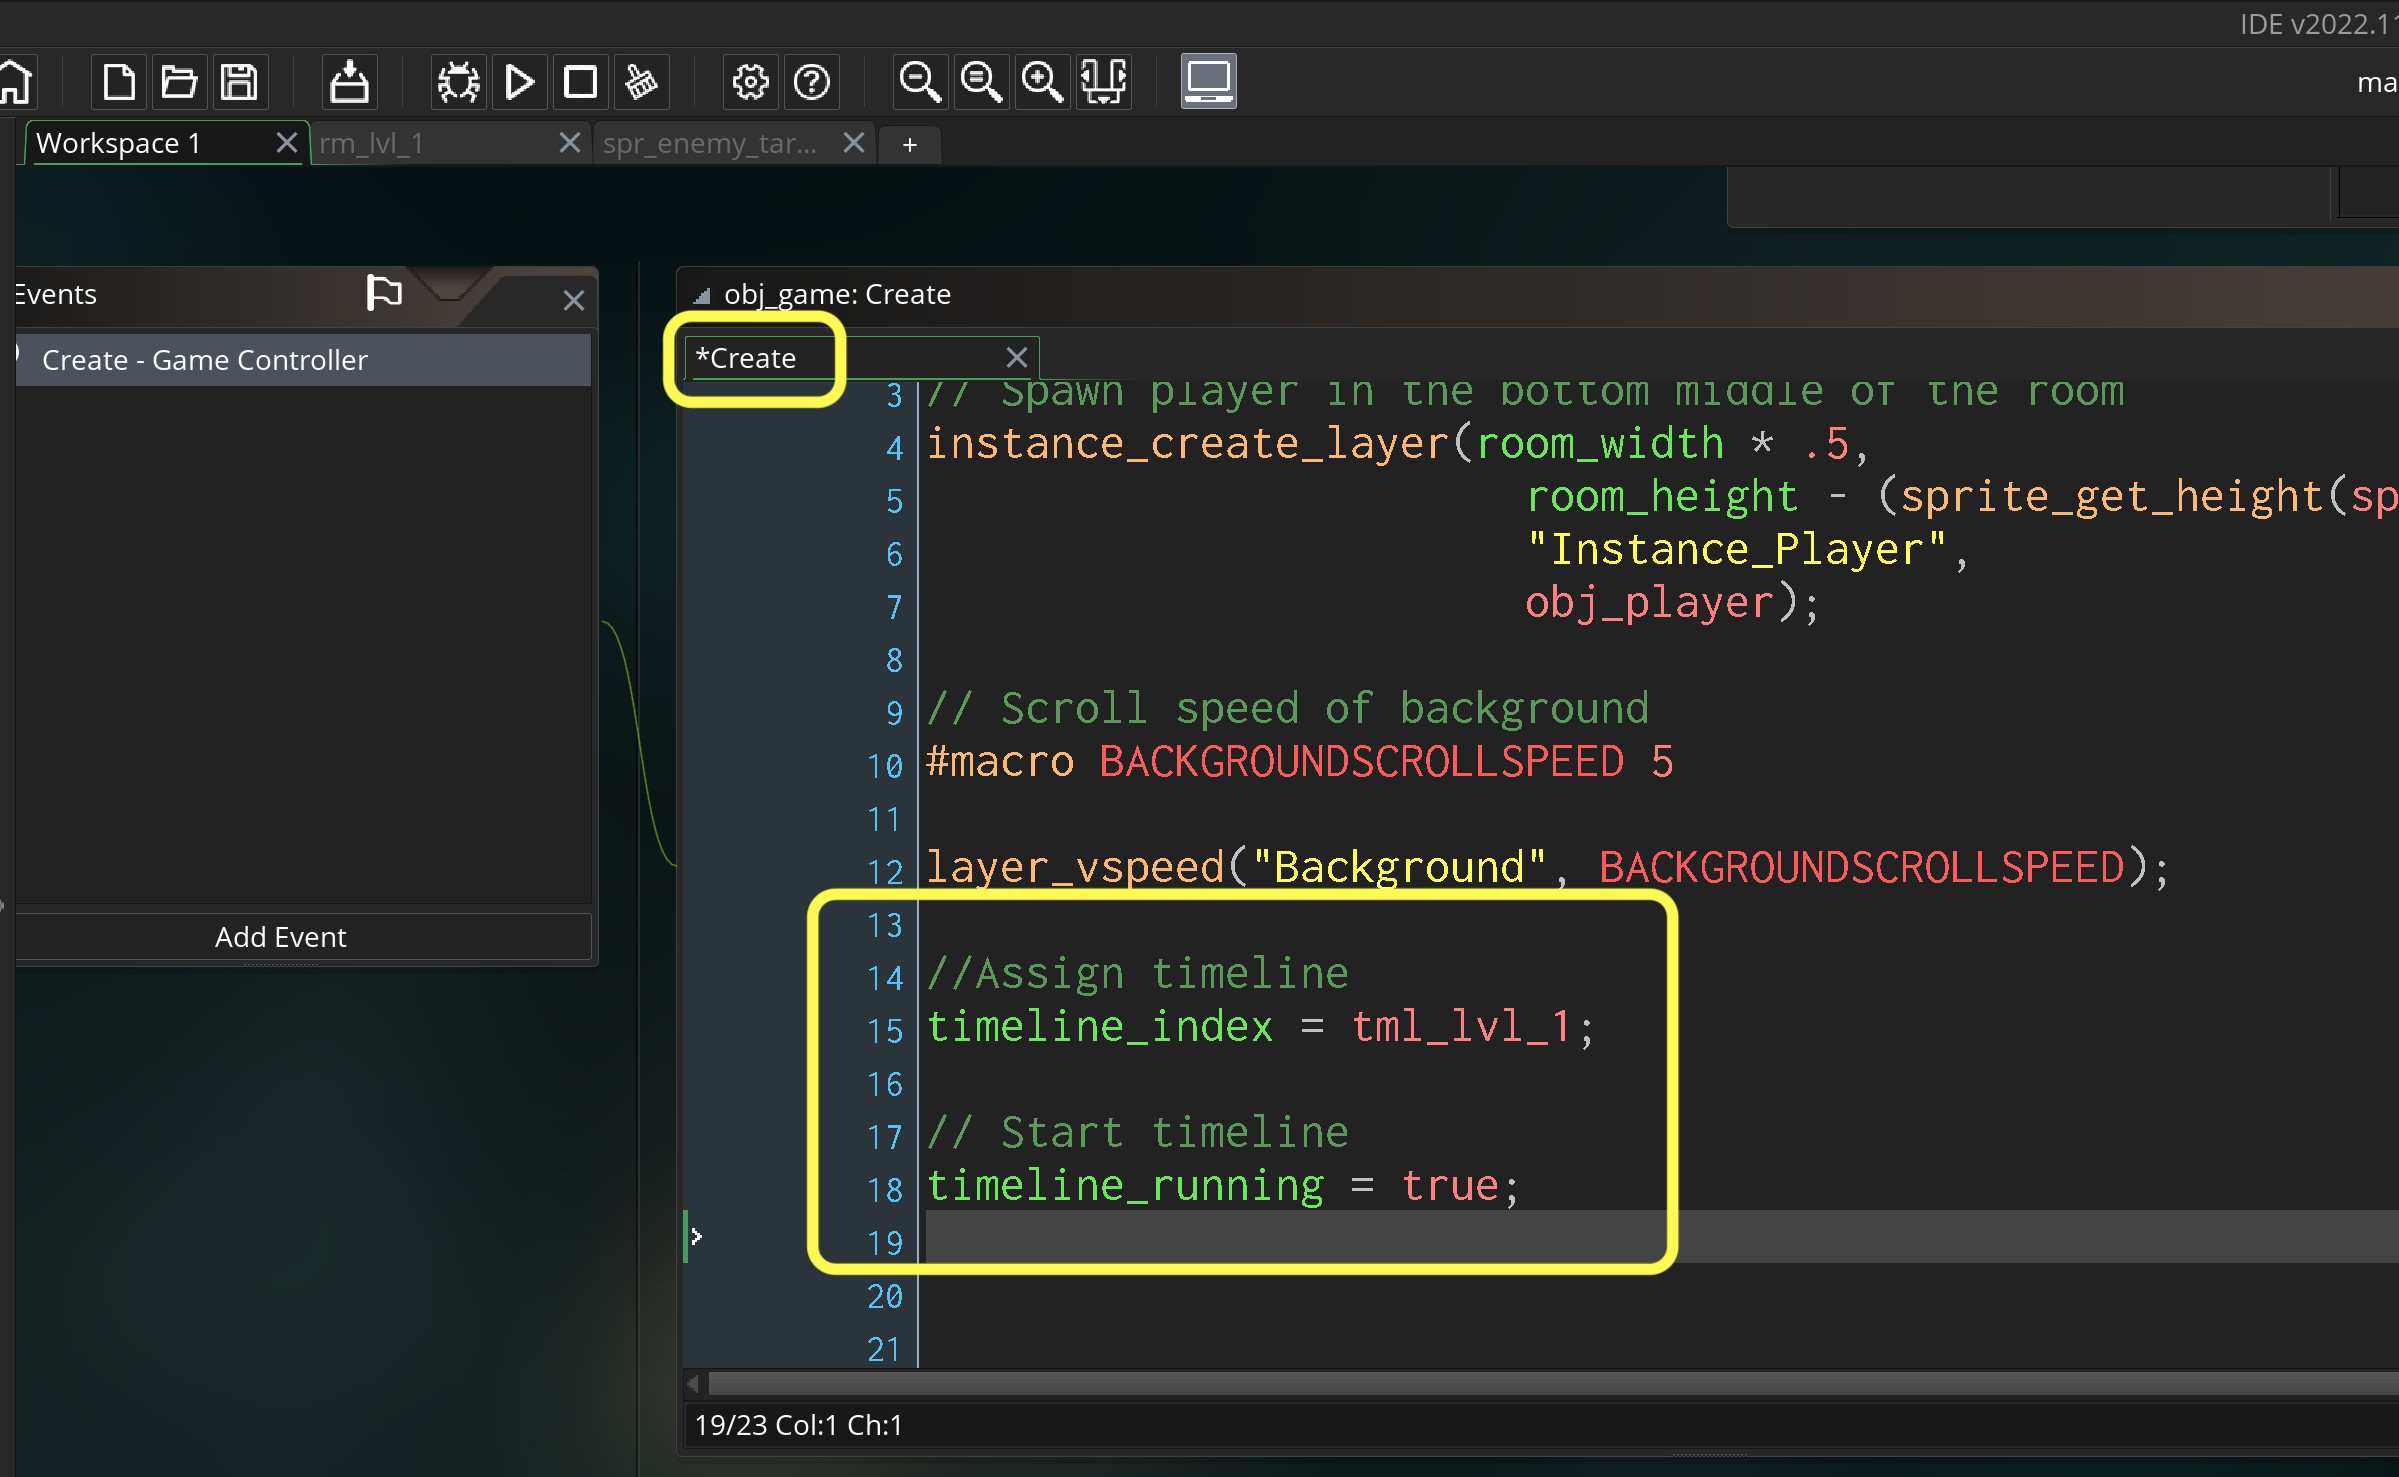 IDE v2022.11
ma
Workspace 1
rm_lvl_1
spr_enemy_tar...
+
Events
obj_game: Create
Create - Game Controller
*Create
3 // Spawn player in the bottom middle of the room
4 instance_create_layer(room_width * .5,
5 room_height - (sprite_get_height(sp
6 "Instance_Player",
7 obj_player);
8
9 // Scroll speed of background
10 #macro BACKGROUNDSCROLLSPEED 5
11
12 layer_vspeed("Background", BACKGROUNDSCROLLSPEED);
13
14 //Assign timeline
15 timeline_index = tml_lvl_1;
16
17 // Start timeline
18 timeline_running = true;
19
20
21
Add Event
19/23 Col:1 Ch:1